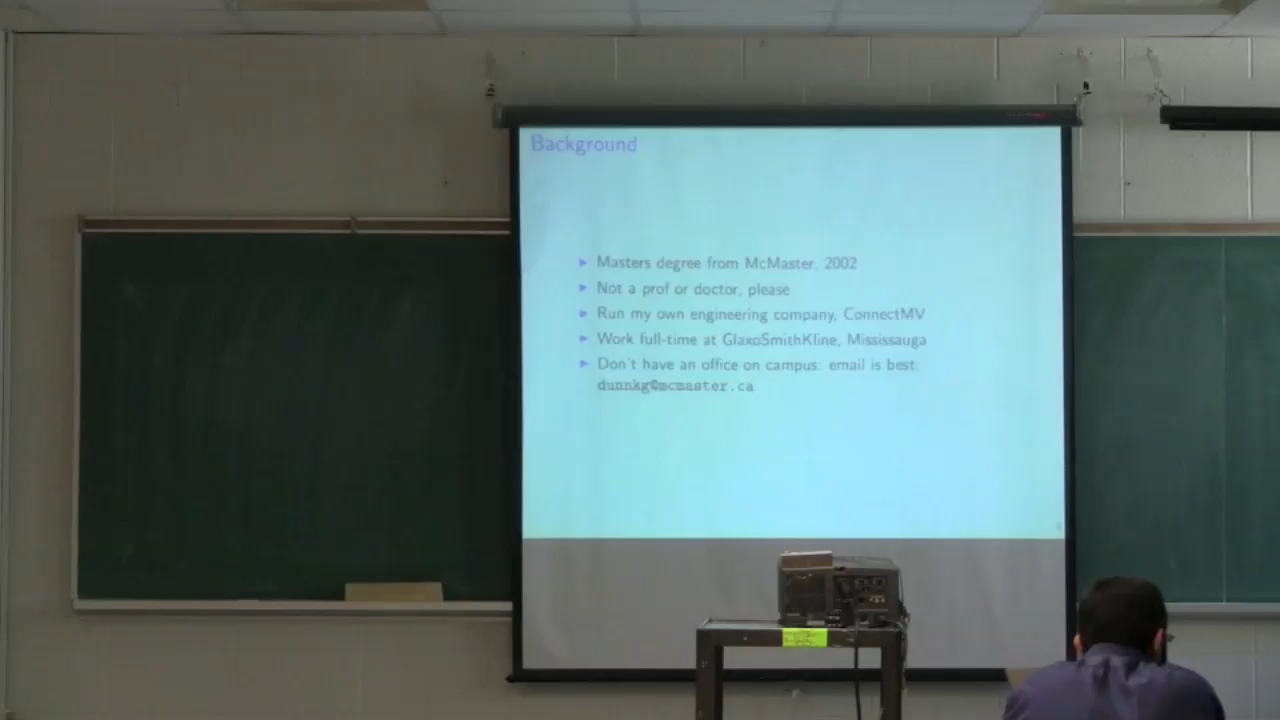 Background
Masters degree from McMaster, 2002
Not a prof or doctor, please
Run my own engineering company, ConnectMV
Work full-time at GlaxoSmithKline, Mississauga
Don't have an office on campus: email is best:
dunnkg@mcmaster.ca